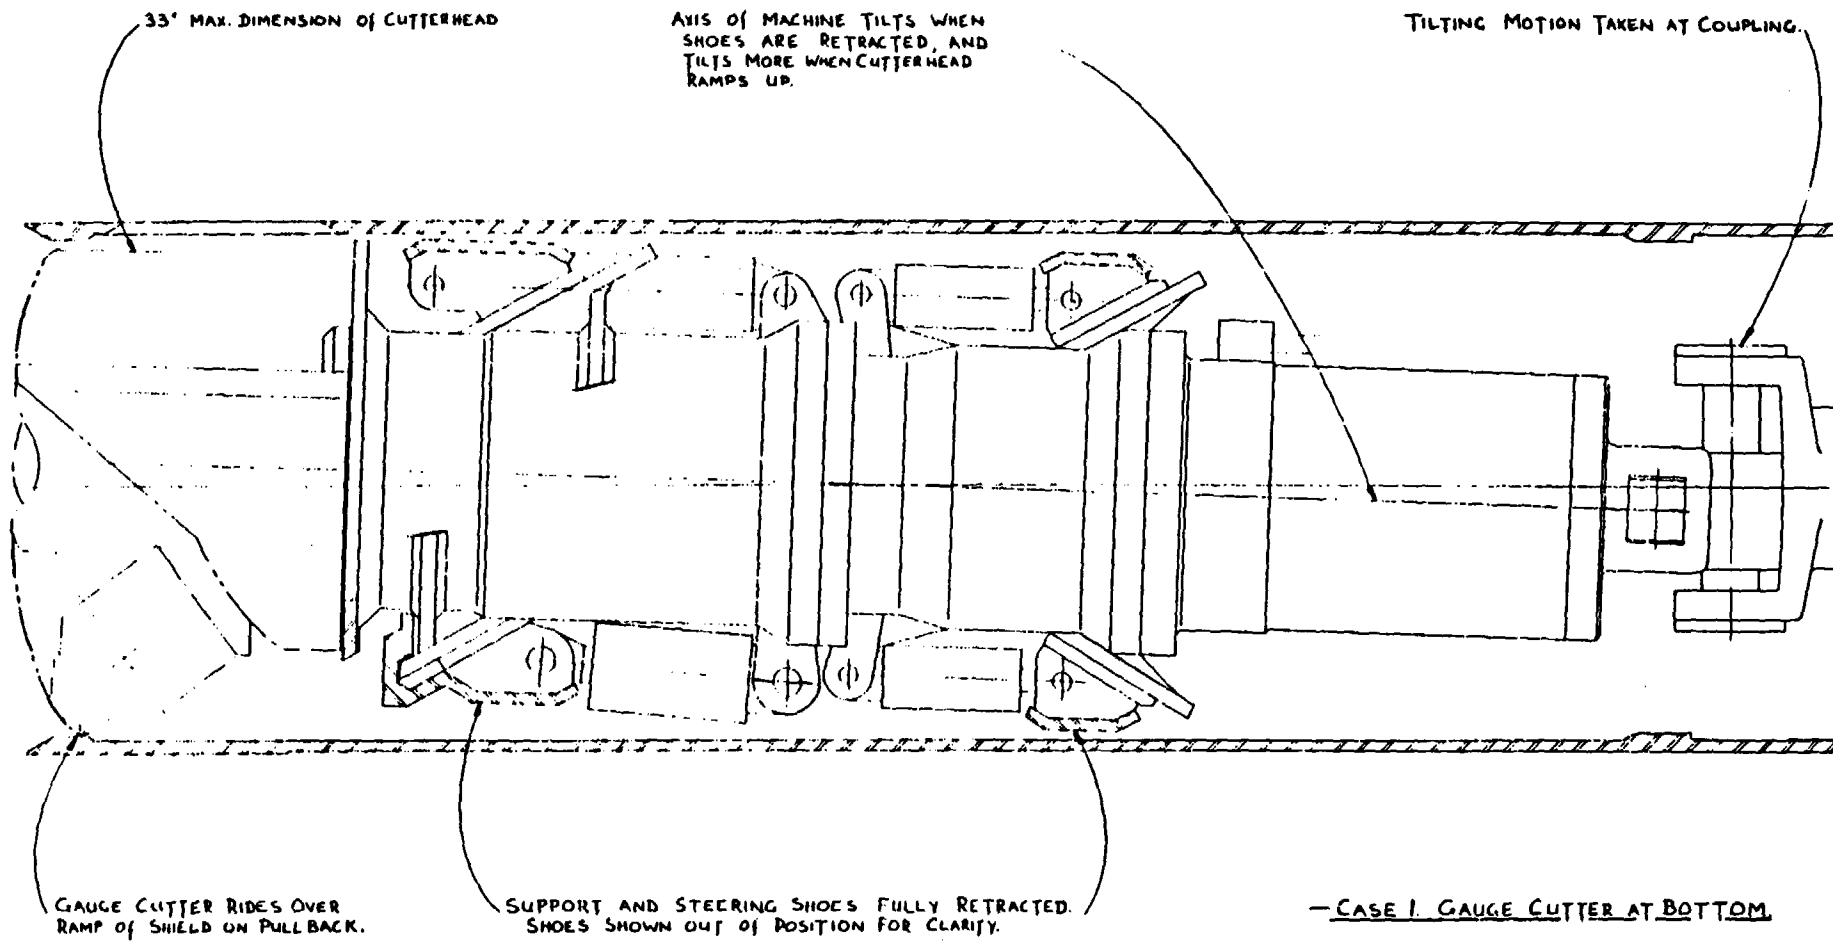 33" MAX. DIMENSION Of CUTTERHEAD
AXIS Of MACHINE TILTS WHEN
SHOES ARE RETRACTED, AND
TILTS MORE WHEN CUTTERHEAD
RAMPS UP.
TILTING MOTION TAKEN AT COUPLING.
GAUGE CUTTER RIDES OVER
RAMP Of SHIELD ON PULLBACK.
SUPPORT AND STEERING SHOES FULLY RETRACTED.
SHOES SHOWN OUT Of POSITION FOR CLARITY.
— CASE 1. GAUGE CUTTER AT BOTTOM